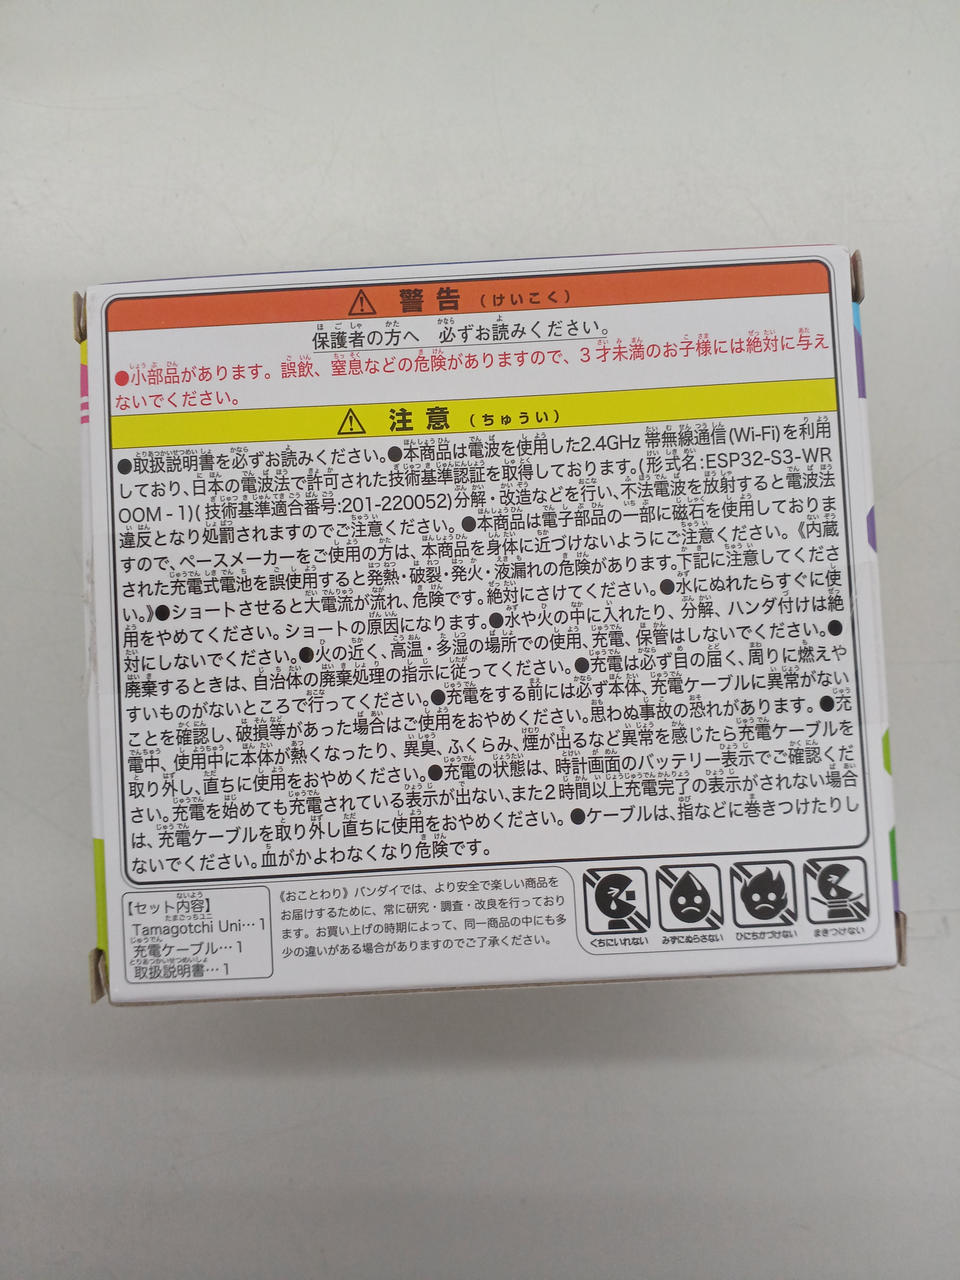 ⚠ 警告 (けいこく)
保護者の方へ 必ずお読みください。
●小部品があります。誤飲、窒息などの危険がありますので、3才未満のお子様には絶対に与え
ないでください。
⚠ 注意 (ちゅうい)
●取扱説明書を必ずお読みください。●本商品は電波を使用した2.4GHz 帯無線通信(Wi-Fi)を利用
しており、日本の電波法で許可された技術基準認証を取得しております。(形式名:ESP32-S3-WR
OOM-1)(技術基準適合番号:201-220052)分解・改造などを行い、不法電波を放射すると電波法
違反となり処罰されますのでご注意ください。●本商品は電子部品の一部に磁石を使用しておりま
すので、ペースメーカーをご使用の方は、本商品を身体に近づけないようにご注意ください。《内蔵
された充電式電池を誤使用すると発熱・破裂・発火・液漏れの危険があります。下記に注意してくださ
い。》●ショートさせると大電流が流れ、危険です。絶対にさけてください。●水にぬれたらすぐに使
用をやめてください。ショートの原因になります。●水や火の中に入れたり、分解、ハンダ付けは絶
対にしないでください。●火の近く、高温・多湿の場所での使用、充電、保管はしないでください。●
廃棄するときは、自治体の廃棄処理の指示に従ってください。●充電は必ず目の届く、周りに燃えや
すいものがないところで行ってください。●充電をする前には必ず本体、充電ケーブルに異常がない
ことを確認し、破損等があった場合はご使用をおやめください。思わぬ事故の恐れがあります。●充
電中、使用中に本体が熱くなったり、異臭、ふくらみ、煙が出るなど異常を感じたら充電ケーブルを
取り外し、直ちに使用をおやめください。●充電の状態は、時計画面のバッテリー表示でご確認くだ
さい。充電を始めても充電されている表示が出ない、また2時間以上充電完了の表示がされない場合
は、充電ケーブルを取り外し直ちに使用をおやめください。●ケーブルは、指などに巻きつけたりし
ないでください。血がかよわなくなり危険です。
【セット内容】
Tamagotchi Uni…1
充電ケーブル…1
取扱説明書…1
《おことわり》バンダイでは、より安全で楽しい商品を
お届けするために、常に研究・調査・改良を行っており
ます。お買い上げの時期によって、同一商品の中にも多
少の違いがある場合がありますのでご了承ください。
くちにいれない みずにぬらさない ひにちかづけない まきつけない